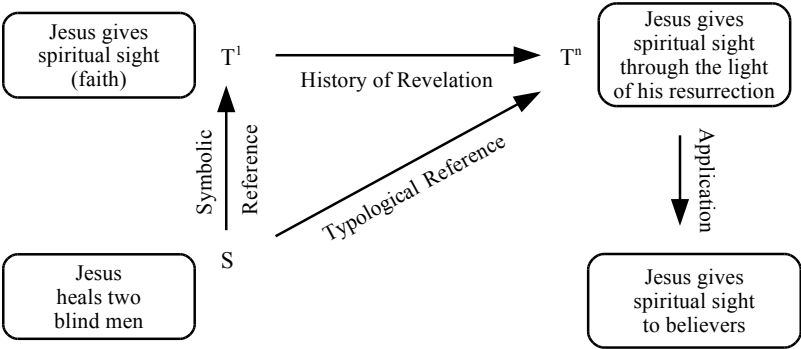 Jesus gives
spiritual sight
(faith)
T¹
History of Revelation
Tⁿ
Jesus gives
spiritual sight
through the light
of his resurrection
Symbolic
Reference
Typological Reference
Application
S
Jesus
heals two
blind men
Jesus gives
spiritual sight
to believers